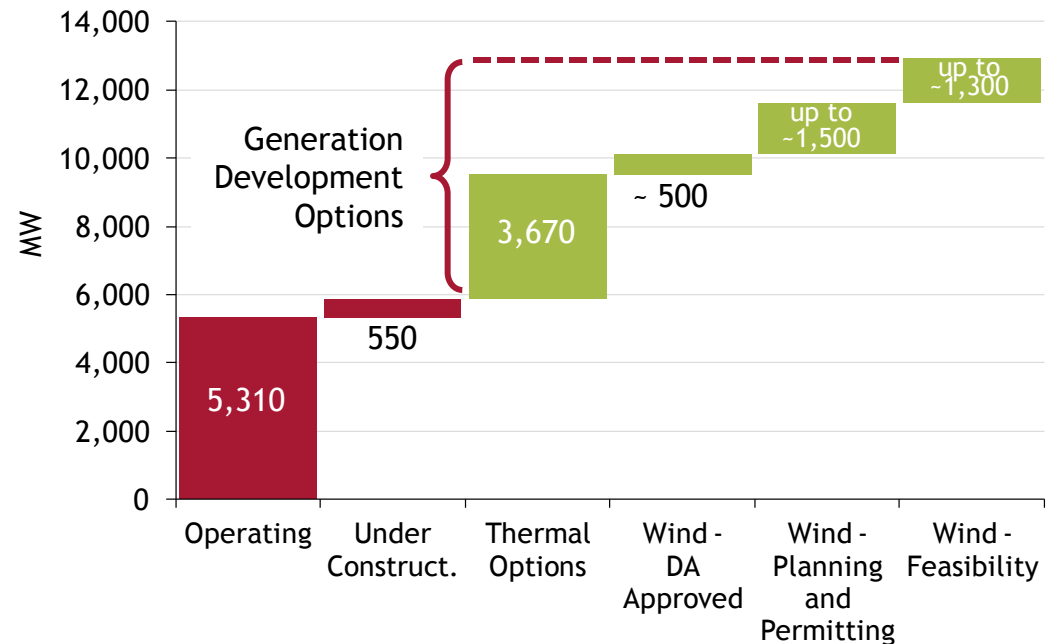 14,000
12,000
10,000
8,000
6,000
4,000
2,000
0
MW
Generation
Development
Options
5,310
550
3,670
~ 500
up to
~1,500
up to
~1,300
Operating
Under
Construct.
Thermal
Options
Wind -
DA
Approved
Wind -
Planning
and
Permitting
Wind -
Feasibility